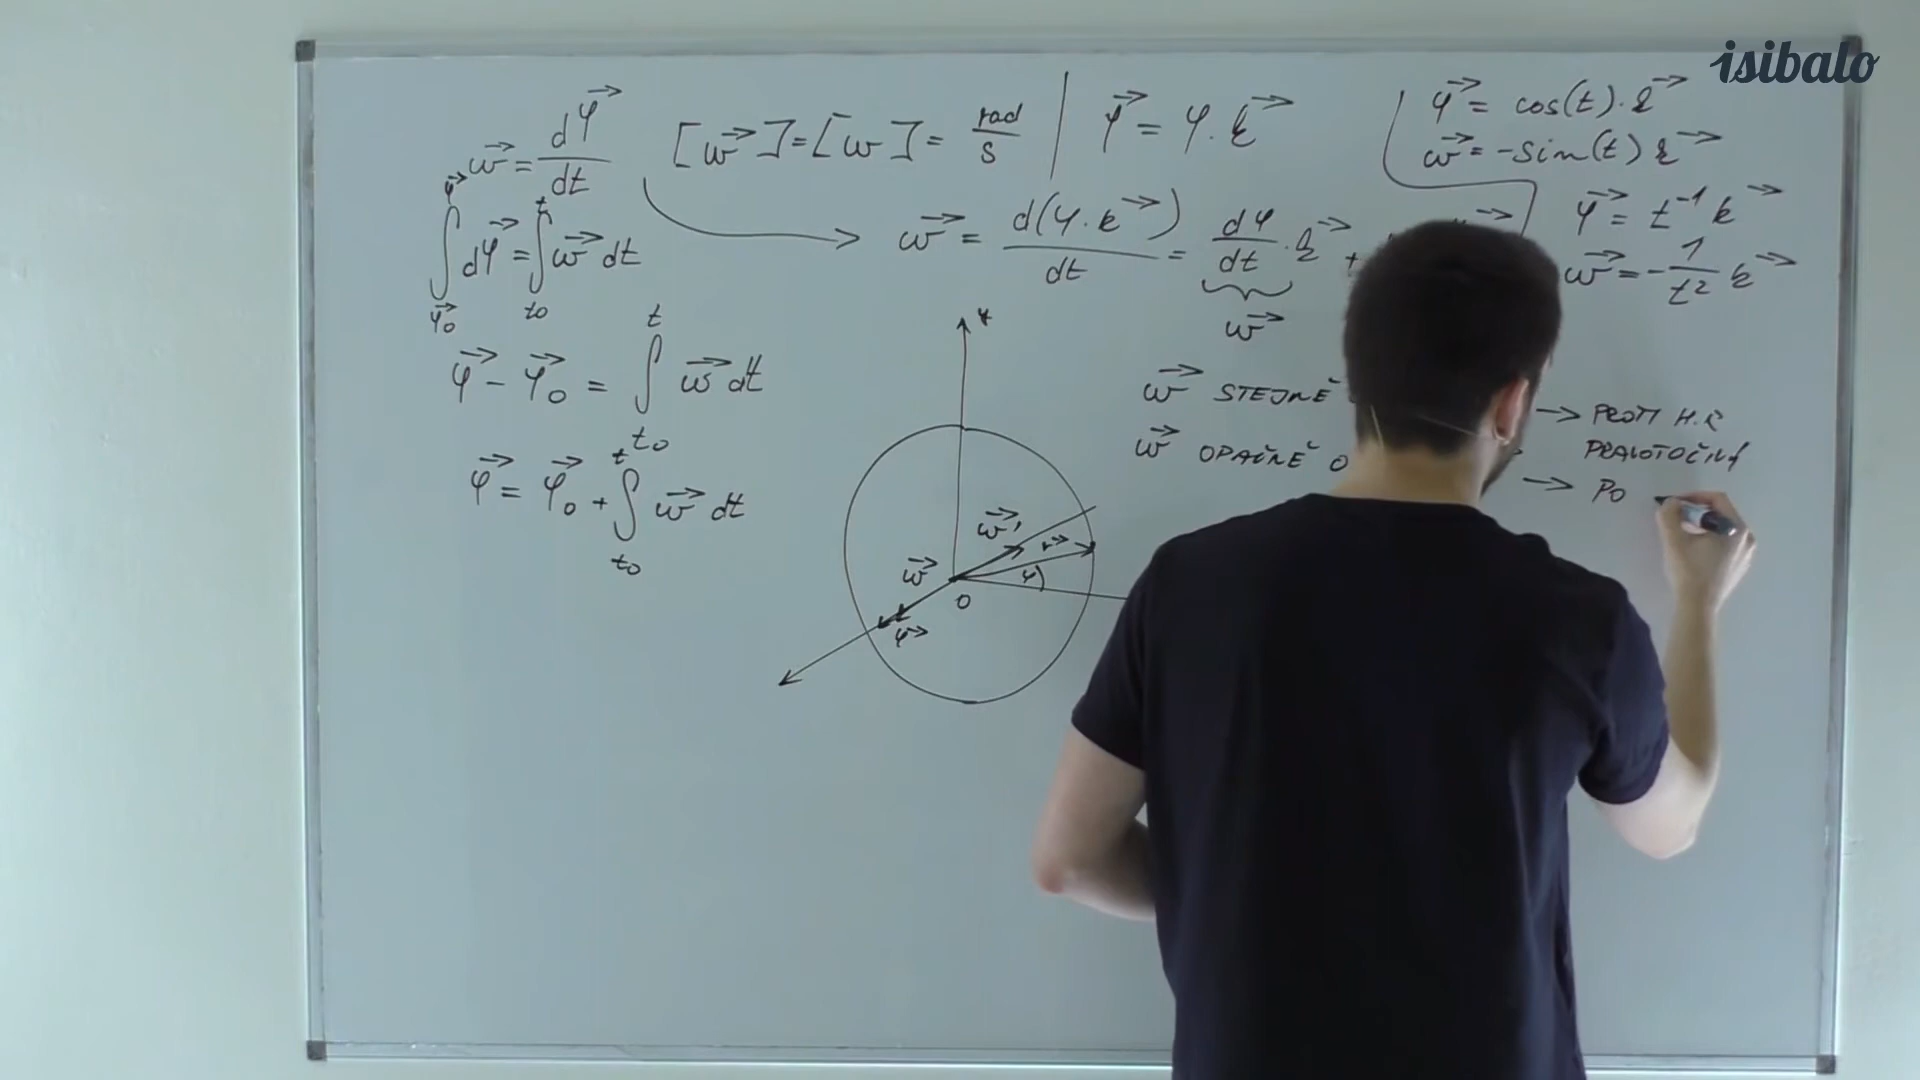 isibalo
ω⃗ = dφ⃗/dt
[ω⃗] = [ω] = rad/s
φ⃗ = φ · k⃗
φ⃗ = cos(t) · k⃗
ω⃗ = -sin(t) k⃗
∫_{φ⃗₀}^{φ⃗} dφ⃗ = ∫_{t₀}^{t} ω⃗ dt
ω⃗ = d(φ · k⃗)/dt = dφ/dt · k⃗ +
ω⃗
φ⃗ = t⁻¹ k⃗
ω⃗ = -1/t² k⃗
φ⃗ - φ⃗₀ = ∫_{t₀}^{t} ω⃗ dt
φ⃗ = φ⃗₀ + ∫_{t₀}^{t} ω⃗ dt
ω⃗ STEJNĚ
→ PROTI H.R
ω⃗ OPAČNĚ O
PRAVOTOČIVÝ
→ PO
ω⃗'
r⃗
φ
ω⃗
0
φ⃗